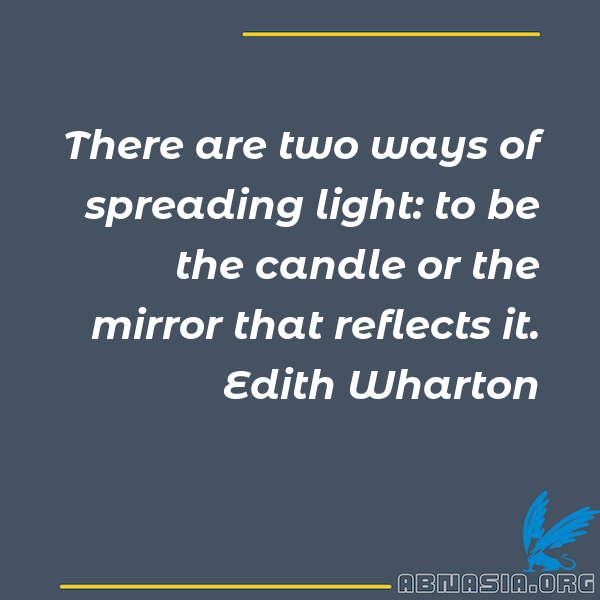 There are two ways of
spreading light: to be
the candle or the
mirror that reflects it.
Edith Wharton
ABNASIA.ORG